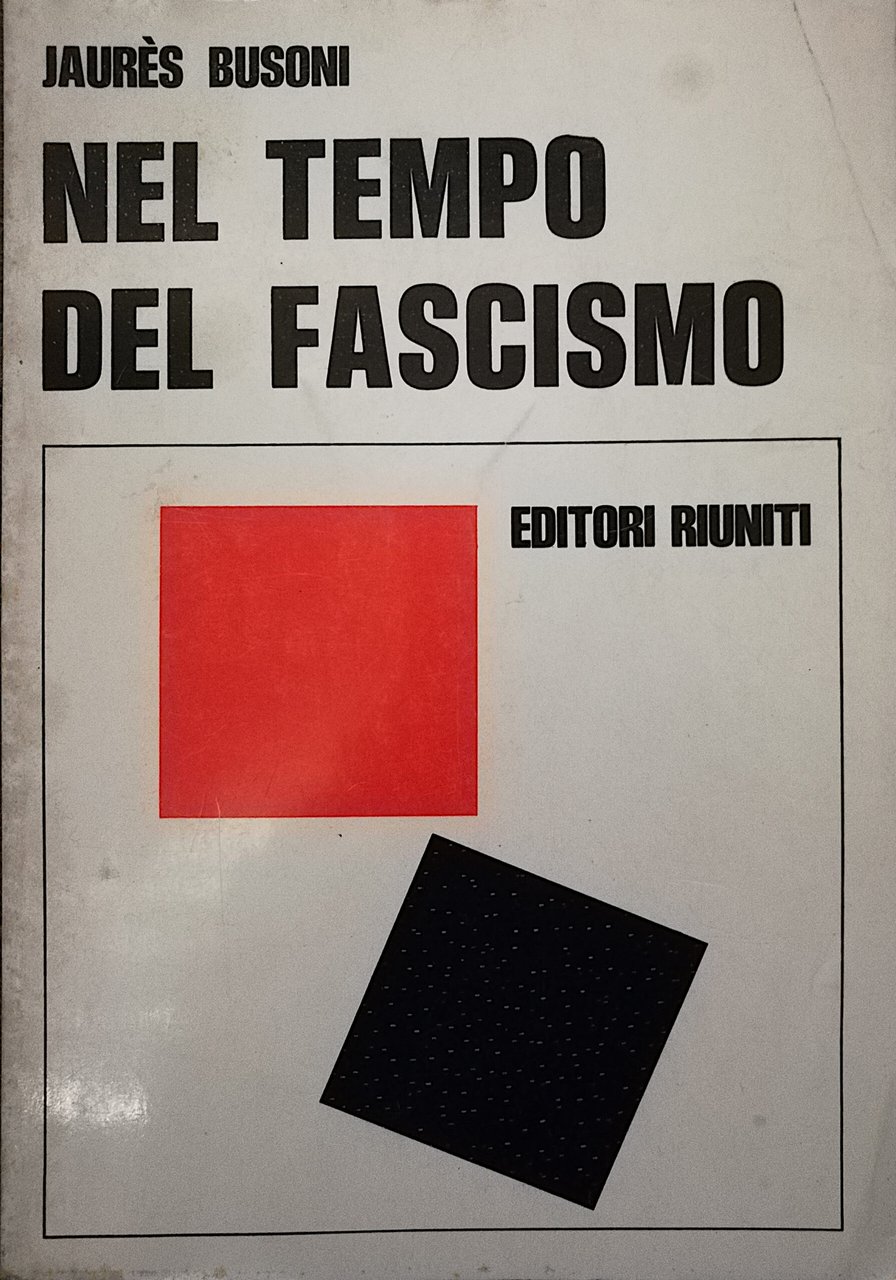 JAURÈS BUSONI
NEL TEMPO
DEL FASCISMO
EDITORI RIUNITI